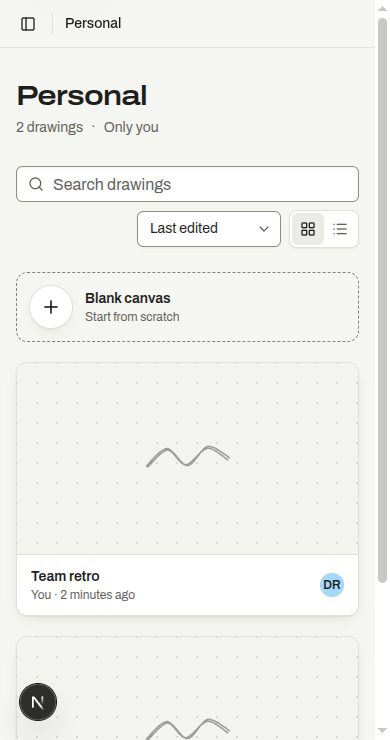 Personal
Personal
2 drawings · Only you
Search drawings
Last edited
Blank canvas
Start from scratch
Team retro
You · 2 minutes ago
DR
N